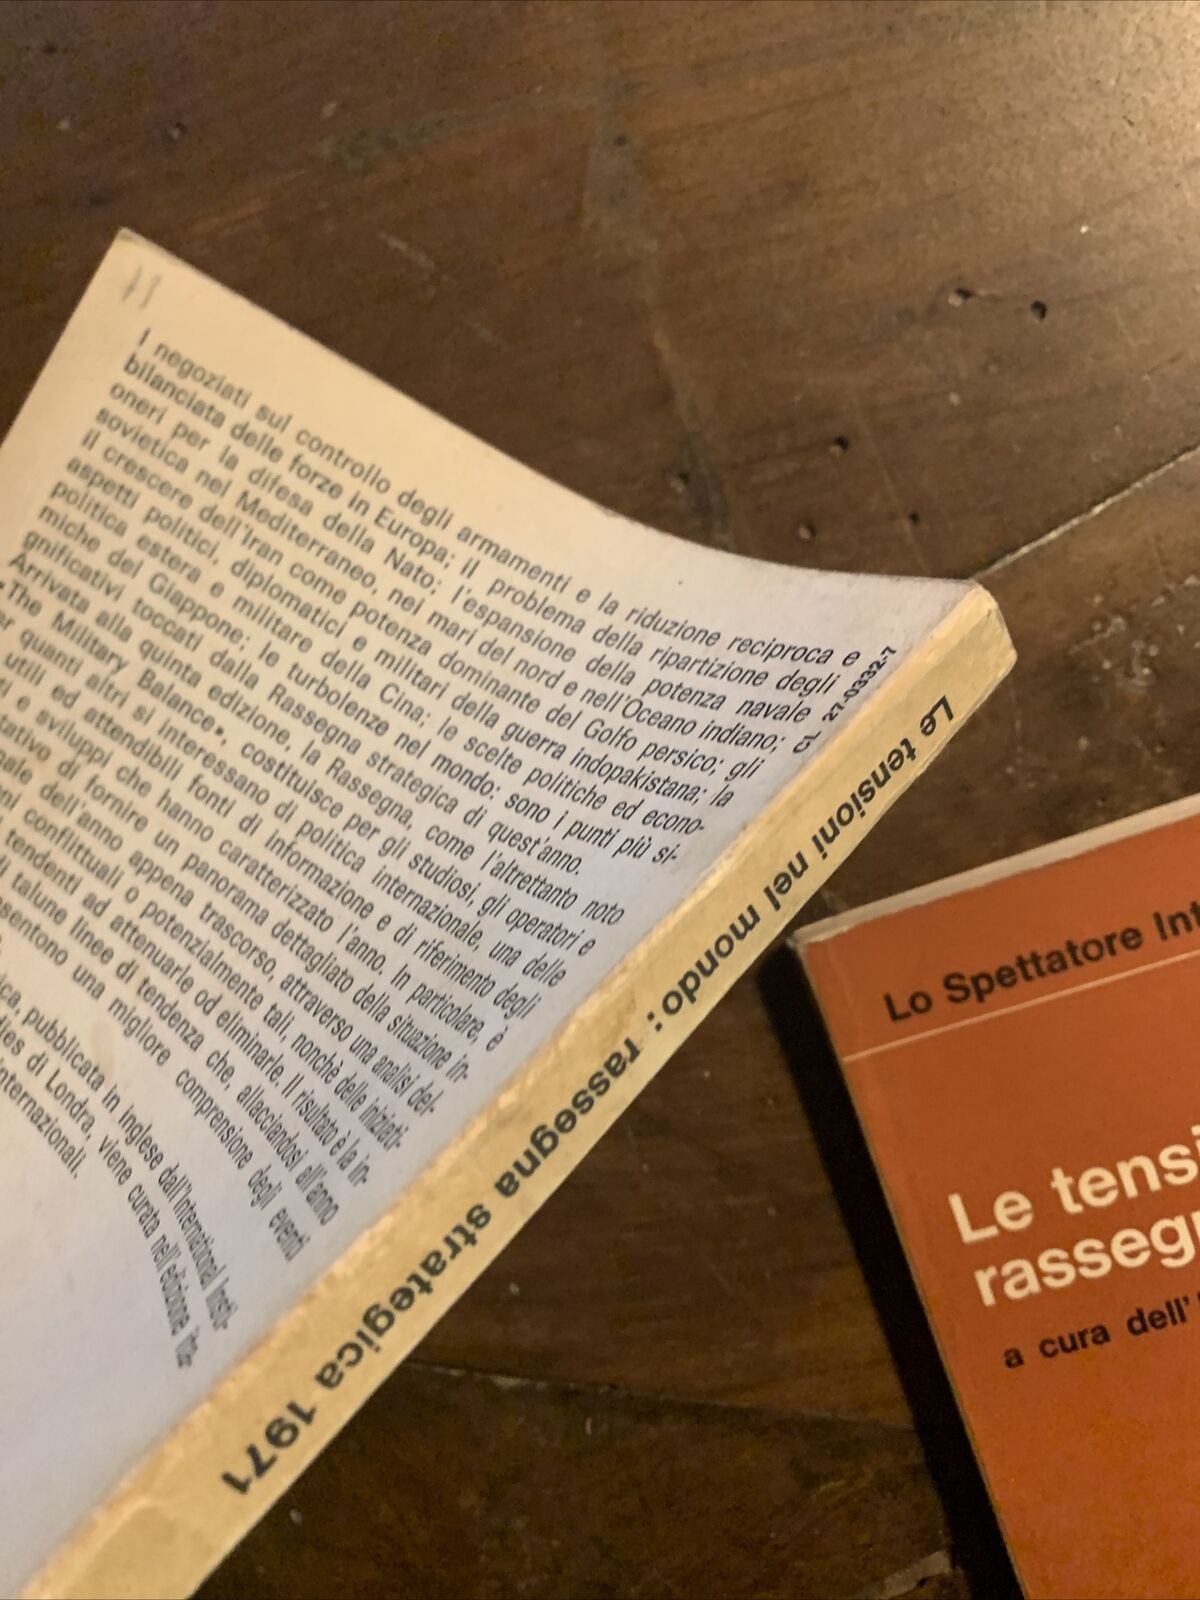 I negoziati sul controllo degli armamenti e la riduzione reciproca e
bilanciata delle forze in Europa; il problema della ripartizione degli
oneri per la difesa della Nato; l'espansione della potenza navale
sovietica nel Mediterraneo, nei mari del nord e nell'Oceano indiano;
il crescere dell'Iran come potenza dominante del Golfo persico; gli
aspetti politici, diplomatici e militari della guerra indopakistana; la
politica estera e militare della Cina; le scelte politiche ed econo-
miche del Giappone; le turbolenze nel mondo: sono i punti più si-
gnificativi toccati dalla Rassegna strategica di quest'anno.
Arrivata alla quinta edizione, la Rassegna, come l'altrettanto noto
«The Military Balance», costituisce per gli studiosi, gli operatori e
per quanti altri si interessano di politica internazionale, una delle
utili ed attendibili fonti di informazione e di riferimento degli
e sviluppi che hanno caratterizzato l'anno. In particolare, è
tativo di fornire un panorama dettagliato della situazione in-
nale dell'anno appena trascorso, attraverso una analisi del-
conflittuali o potenzialmente tali, nonchè delle iniziati-
tendenti ad attenuarle od eliminarle. Il risultato è la in-
di talune linee di tendenza che, allacciandosi all'anno
sentono una migliore comprensione degli eventi
ca, pubblicata in inglese dall'International Insti-
dies di Londra, viene curata nell'edizione ita-
internazionali.
CL 27-0332-7
Le tensioni nel mondo: rassegna strategica 1971
Lo Spettatore Int
Le tensi
rassegn
a cura dell'